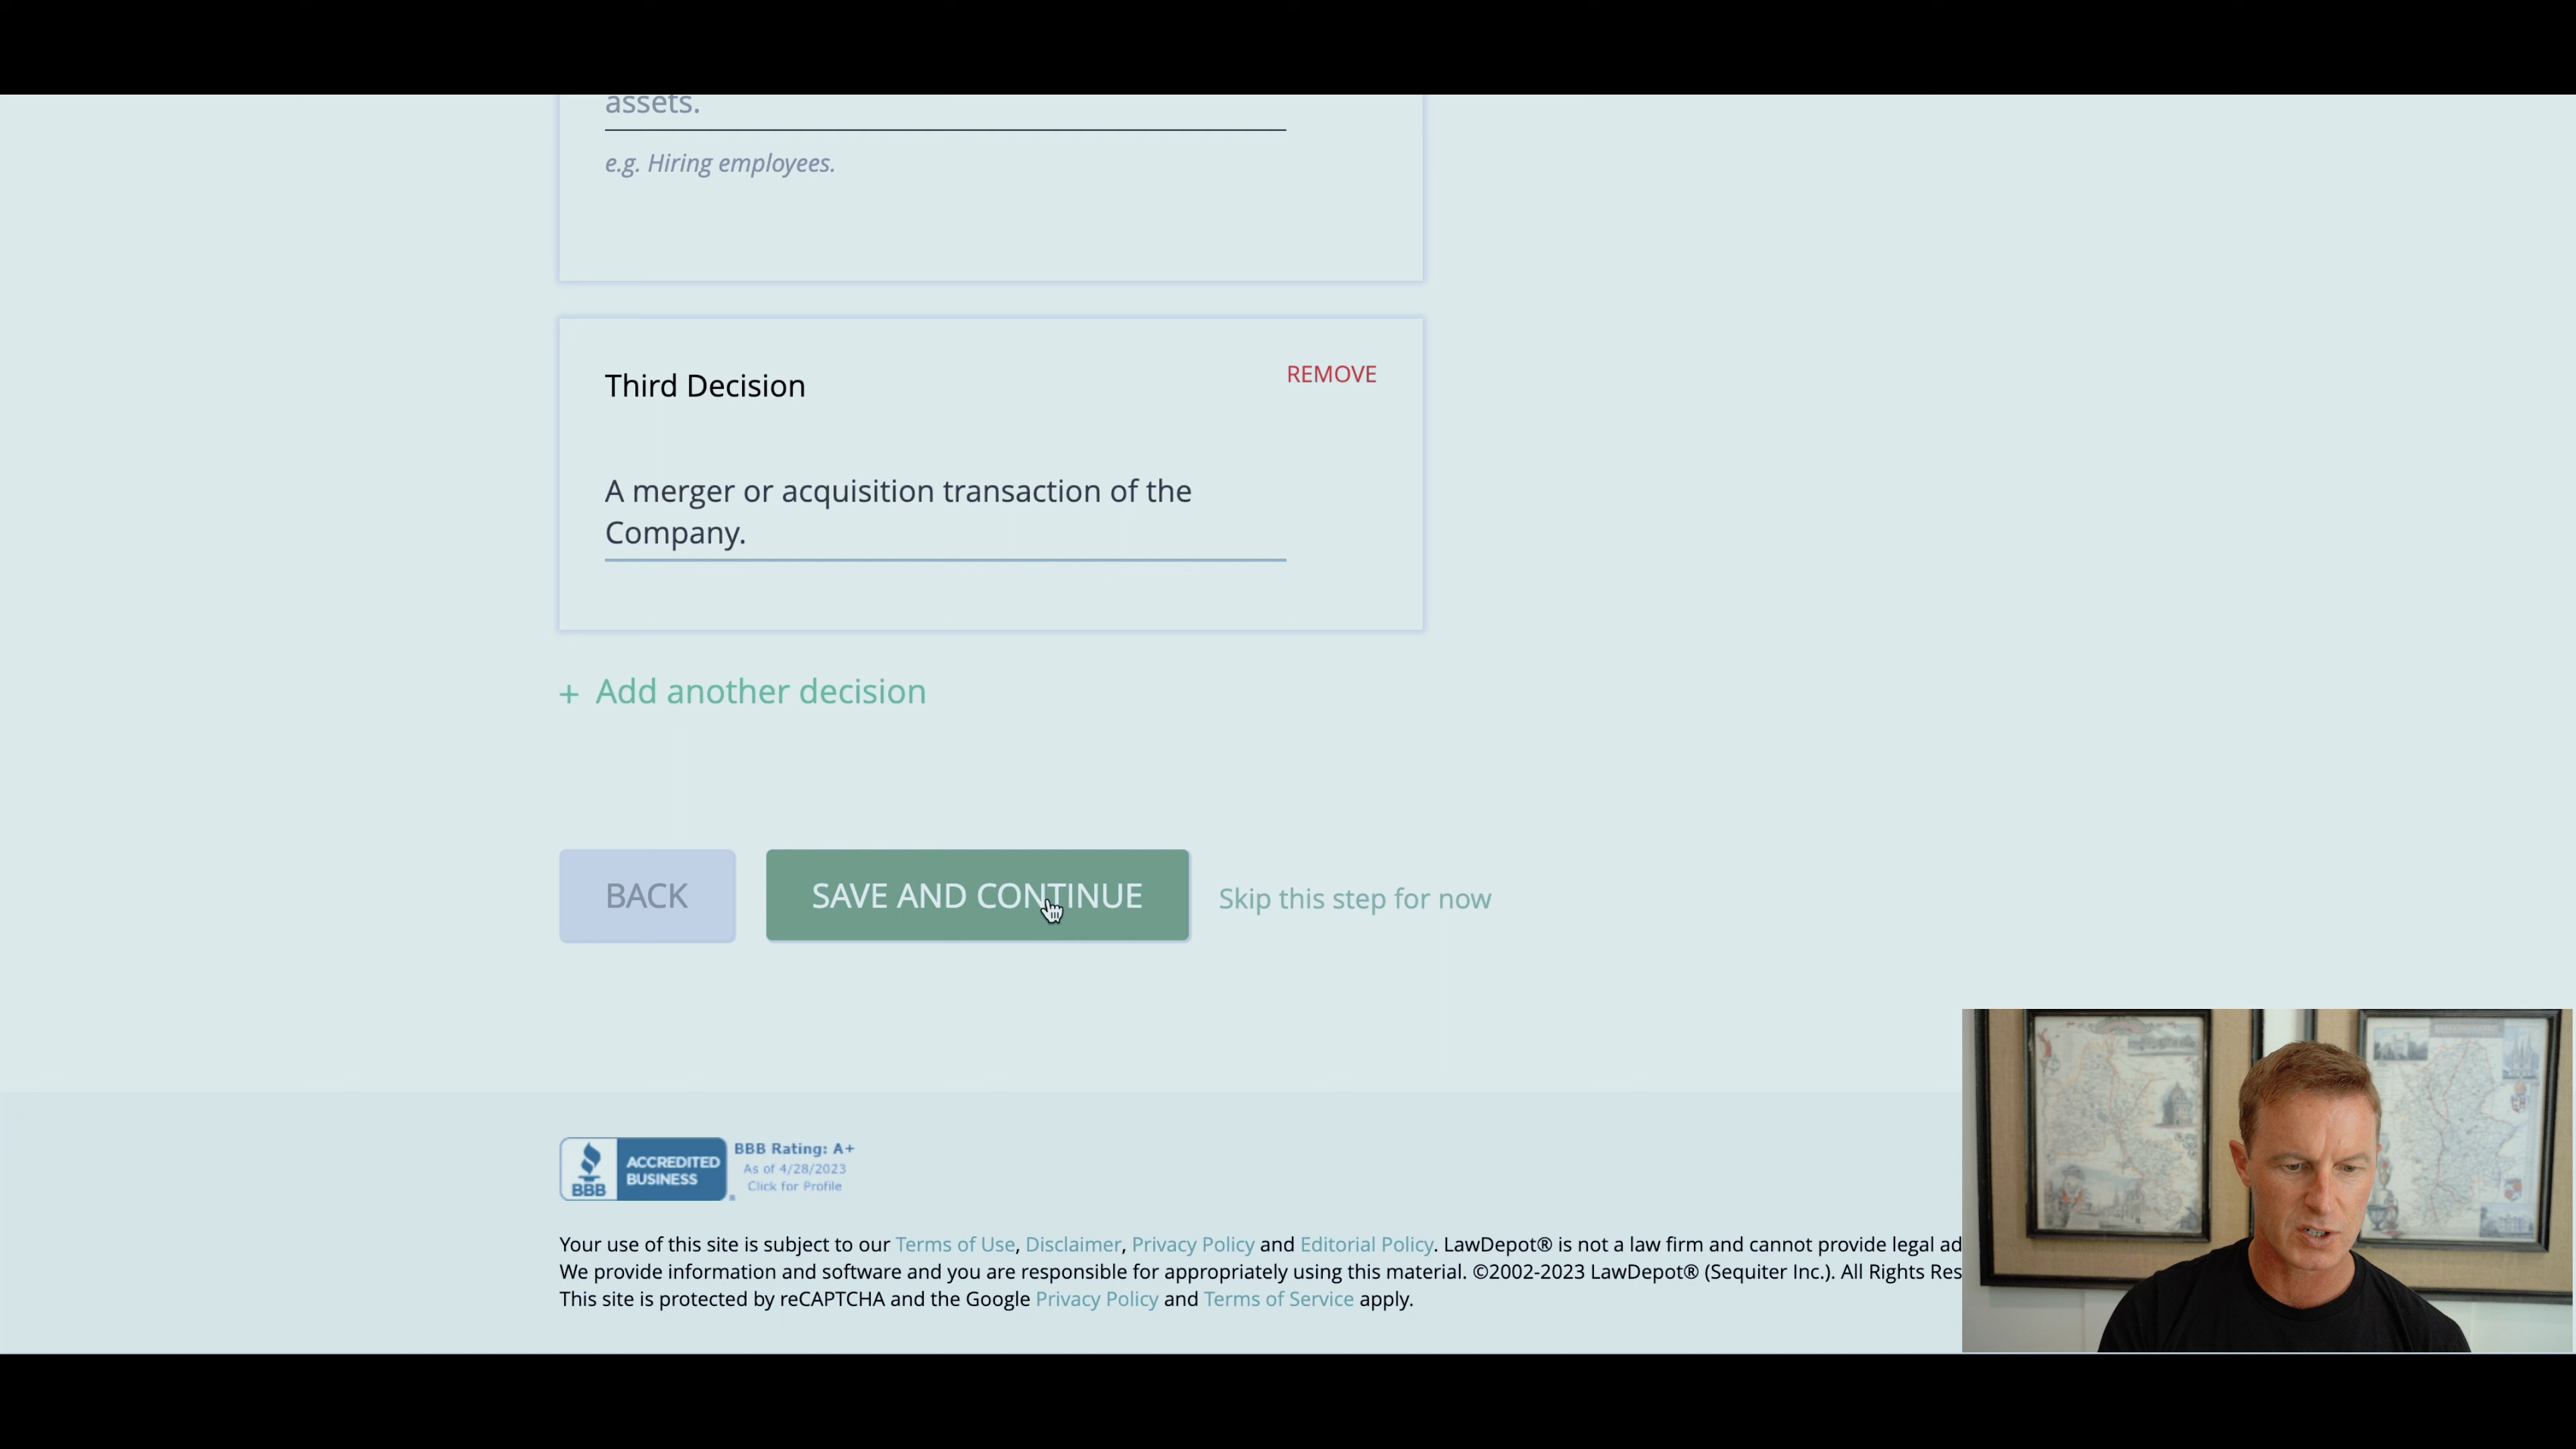 assets.
e.g. Hiring employees.
Third Decision
REMOVE
A merger or acquisition transaction of the
Company.
+ Add another decision
BACK
SAVE AND CONTINUE
Skip this step for now
BBB
ACCREDITED
BUSINESS
BBB Rating: A+
As of 4/28/2023
Click for Profile
Your use of this site is subject to our Terms of Use, Disclaimer, Privacy Policy and Editorial Policy. LawDepot® is not a law firm and cannot provide legal ad
We provide information and software and you are responsible for appropriately using this material. ©2002-2023 LawDepot® (Sequiter Inc.). All Rights Res
This site is protected by reCAPTCHA and the Google Privacy Policy and Terms of Service apply.